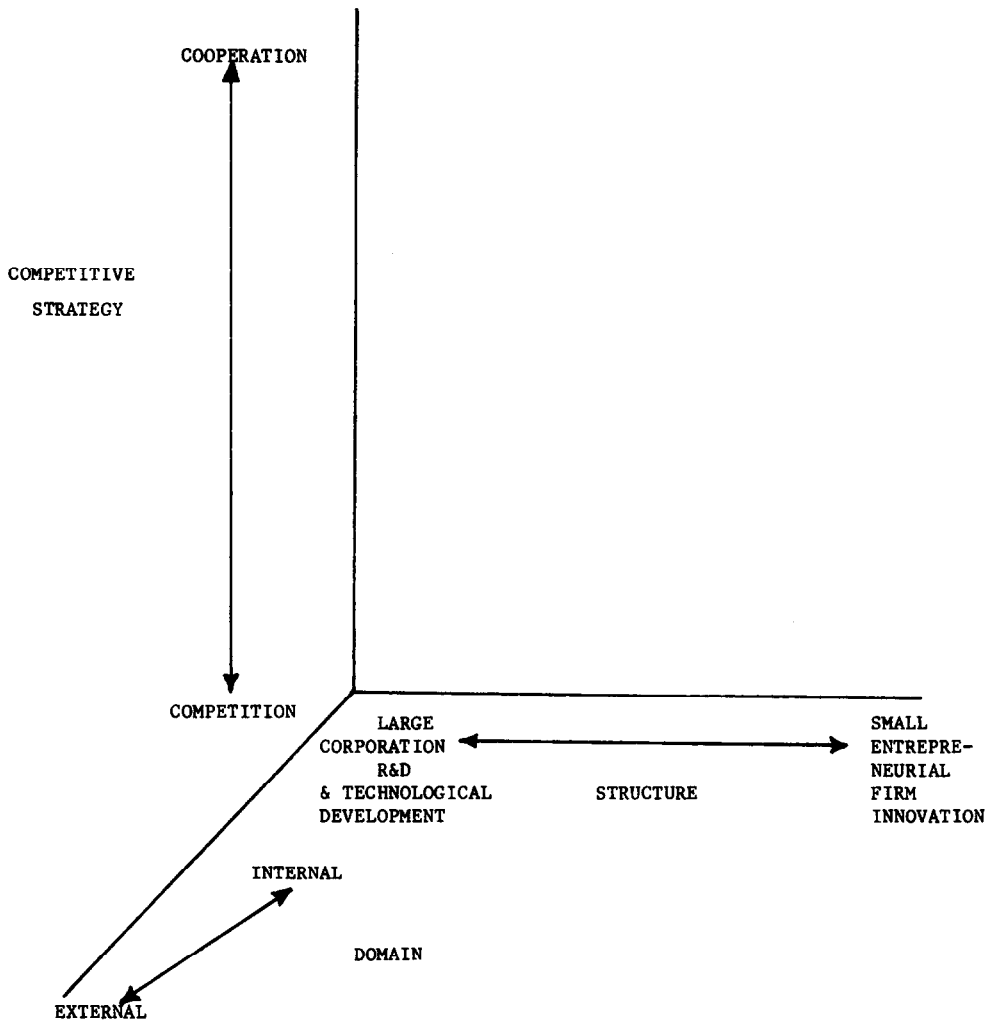 COOPERATION
COMPETITIVE
STRATEGY
COMPETITION
LARGE
CORPORATION
R&D
& TECHNOLOGICAL
DEVELOPMENT
STRUCTURE
SMALL
ENTREPRE-
NEURIAL
FIRM
INNOVATION
INTERNAL
DOMAIN
EXTERNAL